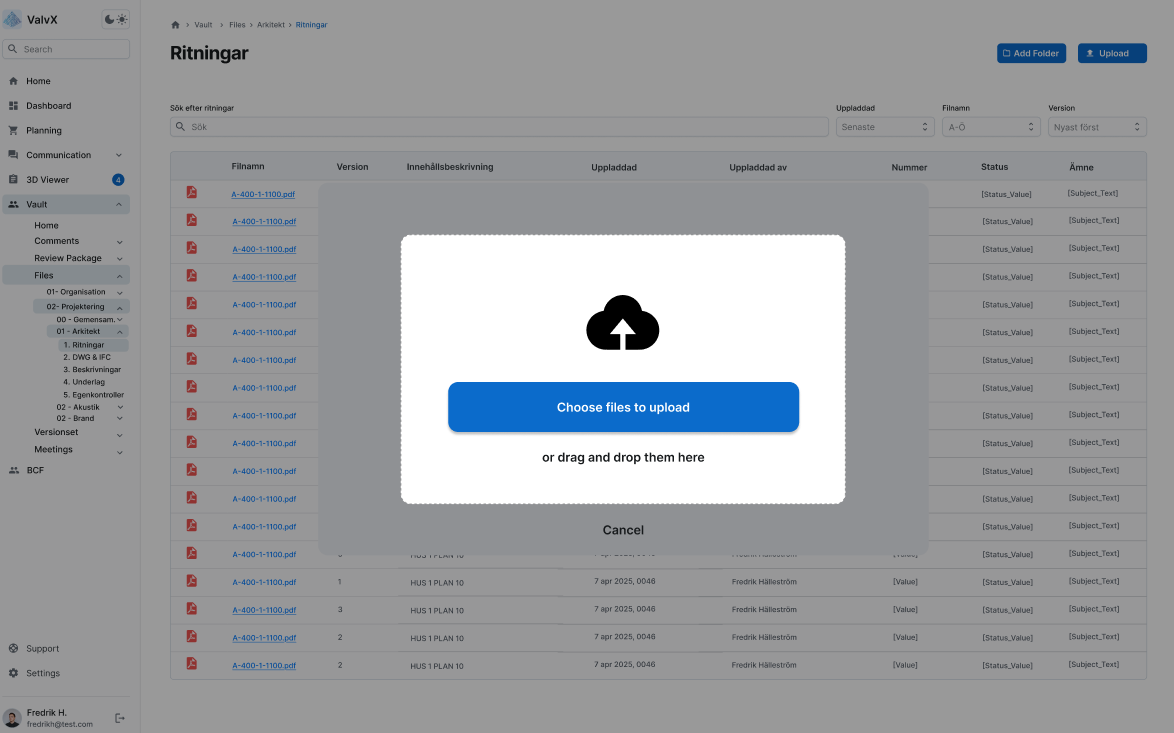 ValvX
Search
Home
Dashboard
Planning
Communication
3D Viewer 4
Vault
Home
Comments
Review Package
Files
01- Organisation
02- Projektering
00 - Gemensam.
01 - Arkitekt
1. Ritningar
2. DWG & IFC
3. Beskrivningar
4. Underlag
5. Egenkontroller
02 - Akustik
02 - Brand
Versionset
Meetings
BCF
Support
Settings
Fredrik H.
fredrikh@test.com
> Vault > Files > Arkitekt > Ritningar
Ritningar
Add Folder
Upload
Sök efter ritningar
Sök
Uppladdad
Senaste
Filnamn
A-Ö
Version
Nyast först
Filnamn Version Innehållsbeskrivning Uppladdad Uppladdad av Nummer Status Ämne
A-400-1-1100.pdf [Status_Value] [Subject_Text]
A-400-1-1100.pdf [Status_Value] [Subject_Text]
A-400-1-1100.pdf [Status_Value] [Subject_Text]
A-400-1-1100.pdf [Status_Value] [Subject_Text]
A-400-1-1100.pdf [Status_Value] [Subject_Text]
A-400-1-1100.pdf [Status_Value] [Subject_Text]
A-400-1-1100.pdf [Status_Value] [Subject_Text]
A-400-1-1100.pdf [Status_Value] [Subject_Text]
A-400-1-1100.pdf [Status_Value] [Subject_Text]
A-400-1-1100.pdf [Status_Value] [Subject_Text]
A-400-1-1100.pdf [Status_Value] [Subject_Text]
A-400-1-1100.pdf [Status_Value] [Subject_Text]
A-400-1-1100.pdf [Status_Value] [Subject_Text]
A-400-1-1100.pdf HUS 1 PLAN 10 Fredrik Hälleström [Value] [Status_Value] [Subject_Text]
A-400-1-1100.pdf 1 HUS 1 PLAN 10 7 apr 2025, 0046 Fredrik Hälleström [Value] [Status_Value] [Subject_Text]
A-400-1-1100.pdf 3 HUS 1 PLAN 10 7 apr 2025, 0046 Fredrik Hälleström [Value] [Status_Value] [Subject_Text]
A-400-1-1100.pdf 2 HUS 1 PLAN 10 7 apr 2025, 0046 Fredrik Hälleström [Value] [Status_Value] [Subject_Text]
A-400-1-1100.pdf 2 HUS 1 PLAN 10 7 apr 2025, 0046 Fredrik Hälleström [Value] [Status_Value] [Subject_Text]
Choose files to upload
or drag and drop them here
Cancel